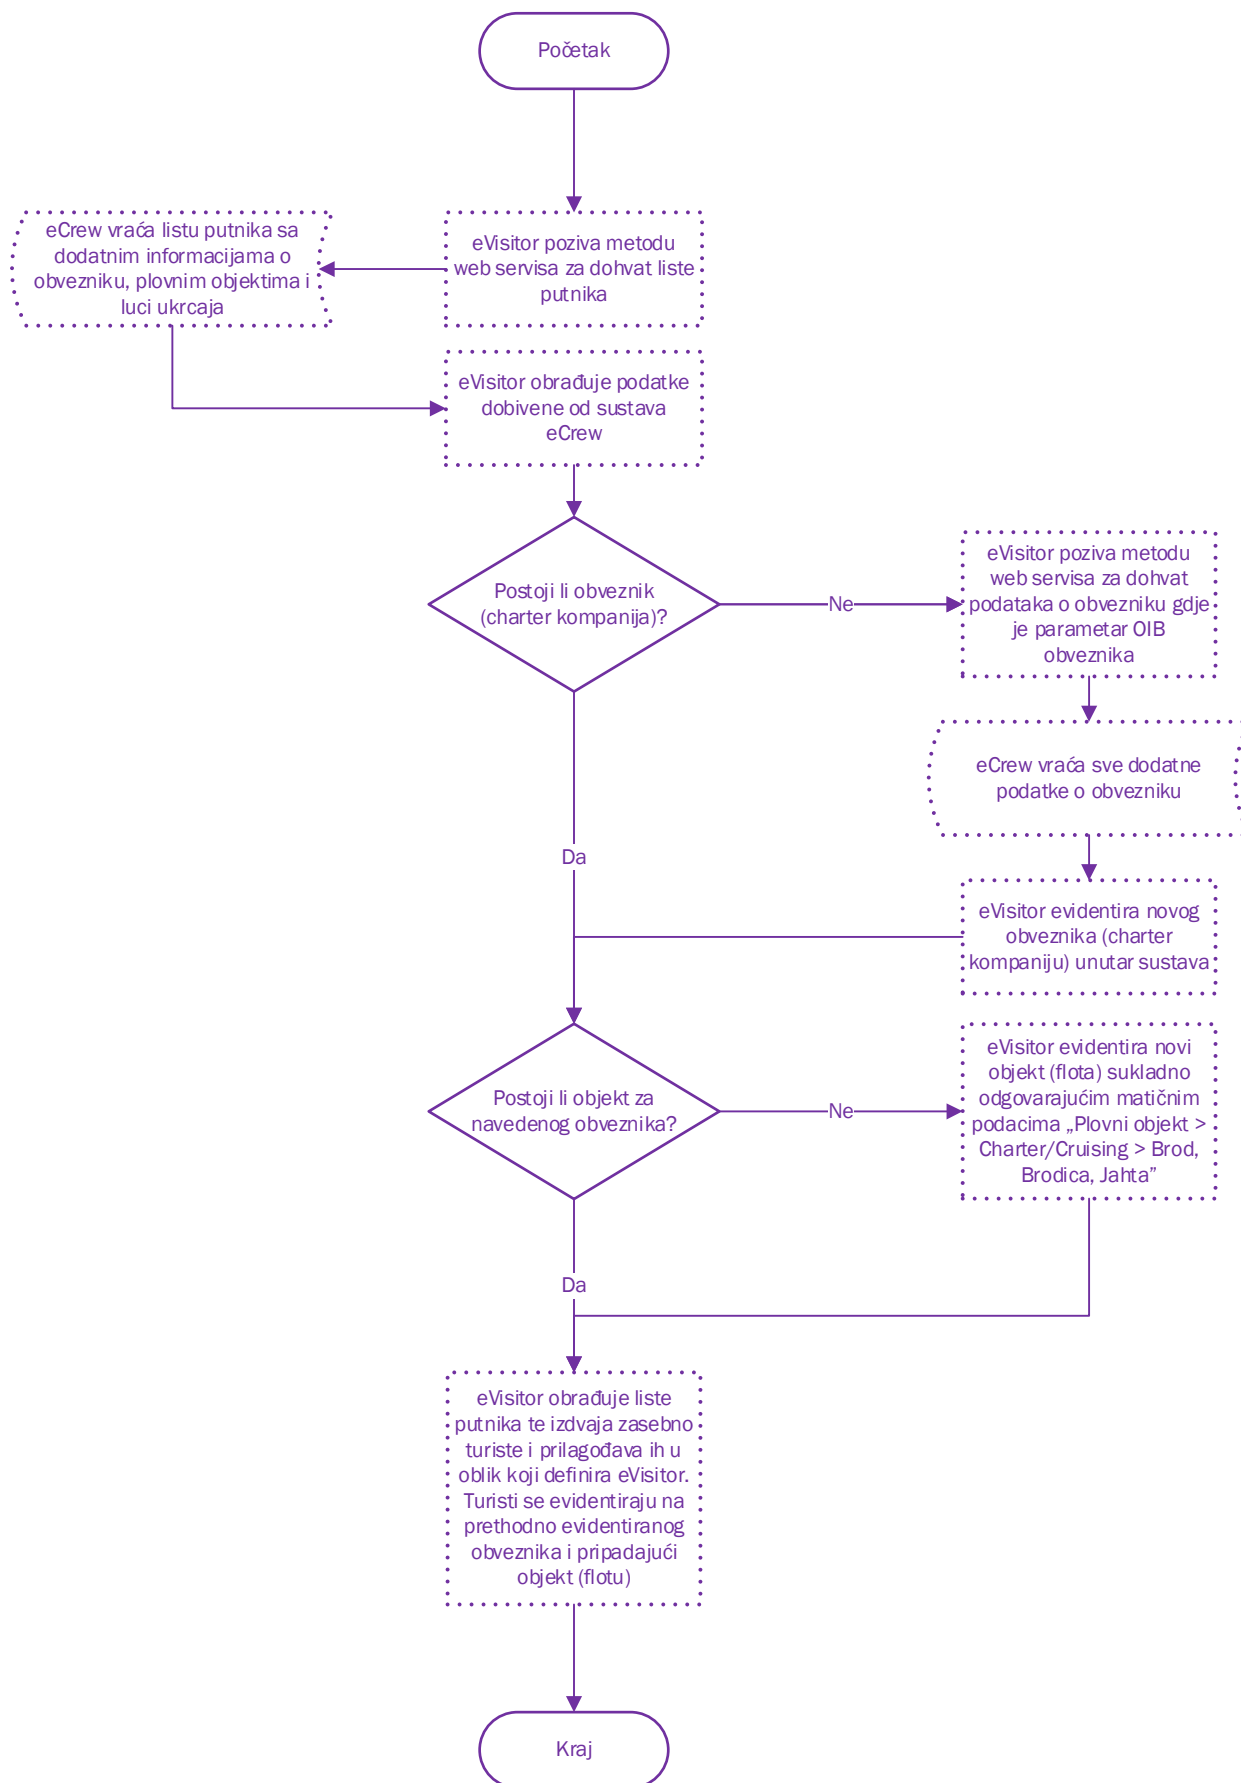 Početak
eVisitor poziva metodu
web servisa za dohvat liste
putnika
eCrew vraća listu putnika sa
dodatnim informacijama o
obvezniku, plovnim objektima i
luci ukrcaja
eVisitor obrađuje podatke
dobivene od sustava
eCrew
Postoji li obveznik
(charter kompanija)?
Ne
eVisitor poziva metodu
web servisa za dohvat
podataka o obvezniku gdje
je parametar OIB
obveznika
eCrew vraća sve dodatne
podatke o obvezniku
Da
eVisitor evidentira novog
obveznika (charter
kompaniju) unutar sustava
Postoji li objekt za
navedenog obveznika?
Ne
eVisitor evidentira novi
objekt (flota) sukladno
odgovarajućim matičnim
podacima „Plovni objekt >
Charter/Cruising > Brod,
Brodica, Jahta”
Da
eVisitor obrađuje liste
putnika te izdvaja zasebno
turiste i prilagođava ih u
oblik koji definira eVisitor.
Turisti se evidentiraju na
prethodno evidentiranog
obveznika i pripadajući
objekt (flotu)
Kraj